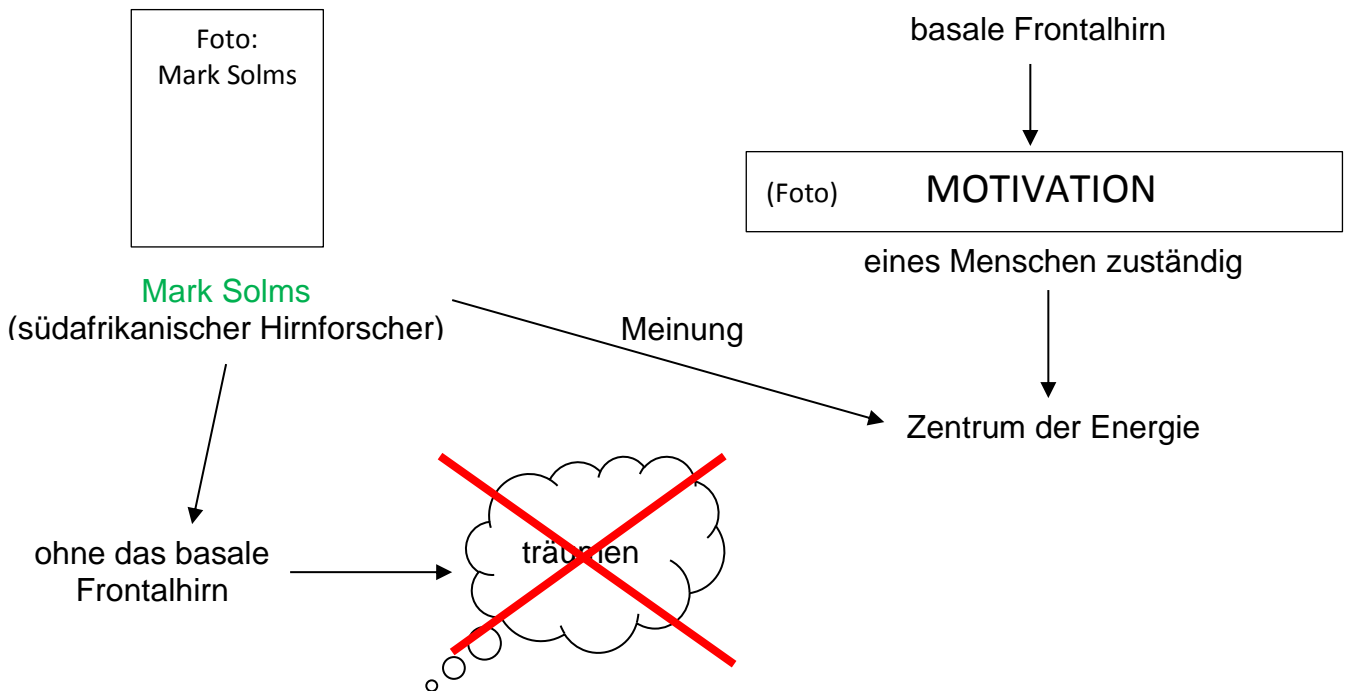 Foto:
Mark Solms
Mark Solms
(südafrikanischer Hirnforscher)
ohne das basale
Frontalhirn
träumen
Meinung
basale Frontalhirn
(Foto) MOTIVATION
eines Menschen zuständig
Zentrum der Energie